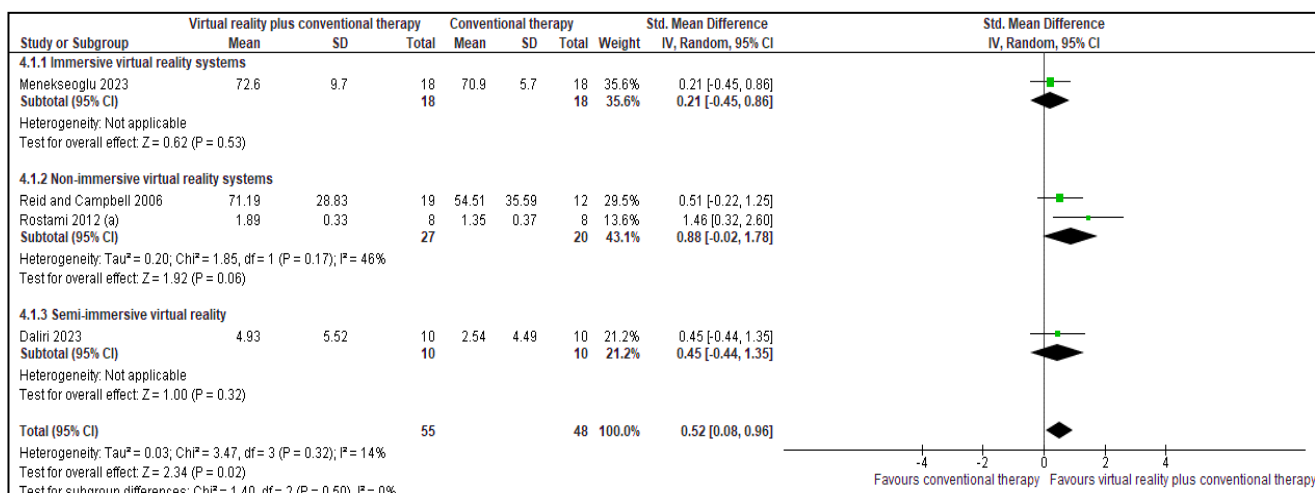 Virtual reality plus conventional therapy Conventional therapy Std. Mean Difference Std. Mean Difference
Study or Subgroup Mean SD Total Mean SD Total Weight IV, Random, 95% CI IV, Random, 95% CI
4.1.1 Immersive virtual reality systems
Menekseoglu 2023 72.6 9.7 18 70.9 5.7 18 35.6% 0.21 [-0.45, 0.86]
Subtotal (95% CI) 18 18 35.6% 0.21 [-0.45, 0.86]
Heterogeneity: Not applicable
Test for overall effect: Z = 0.62 (P = 0.53)
4.1.2 Non-immersive virtual reality systems
Reid and Campbell 2006 71.19 28.83 19 54.51 35.59 12 29.5% 0.51 [-0.22, 1.25]
Rostami 2012 (a) 1.89 0.33 8 1.35 0.37 8 13.6% 1.46 [0.32, 2.60]
Subtotal (95% CI) 27 20 43.1% 0.88 [-0.02, 1.78]
Heterogeneity: Tau² = 0.20; Chi² = 1.85, df = 1 (P = 0.17); I² = 46%
Test for overall effect: Z = 1.92 (P = 0.06)
4.1.3 Semi-immersive virtual reality
Daliri 2023 4.93 5.52 10 2.54 4.49 10 21.2% 0.45 [-0.44, 1.35]
Subtotal (95% CI) 10 10 21.2% 0.45 [-0.44, 1.35]
Heterogeneity: Not applicable
Test for overall effect: Z = 1.00 (P = 0.32)
Total (95% CI) 55 48 100.0% 0.52 [0.08, 0.96]
Heterogeneity: Tau² = 0.03; Chi² = 3.47, df = 3 (P = 0.32); I² = 14%
Test for overall effect: Z = 2.34 (P = 0.02)
Test for subgroup differences: Chi² = 1.40, df = 2 (P = 0.50), I² = 0%
-4 -2 0 2 4
Favours conventional therapy Favours virtual reality plus conventional therapy